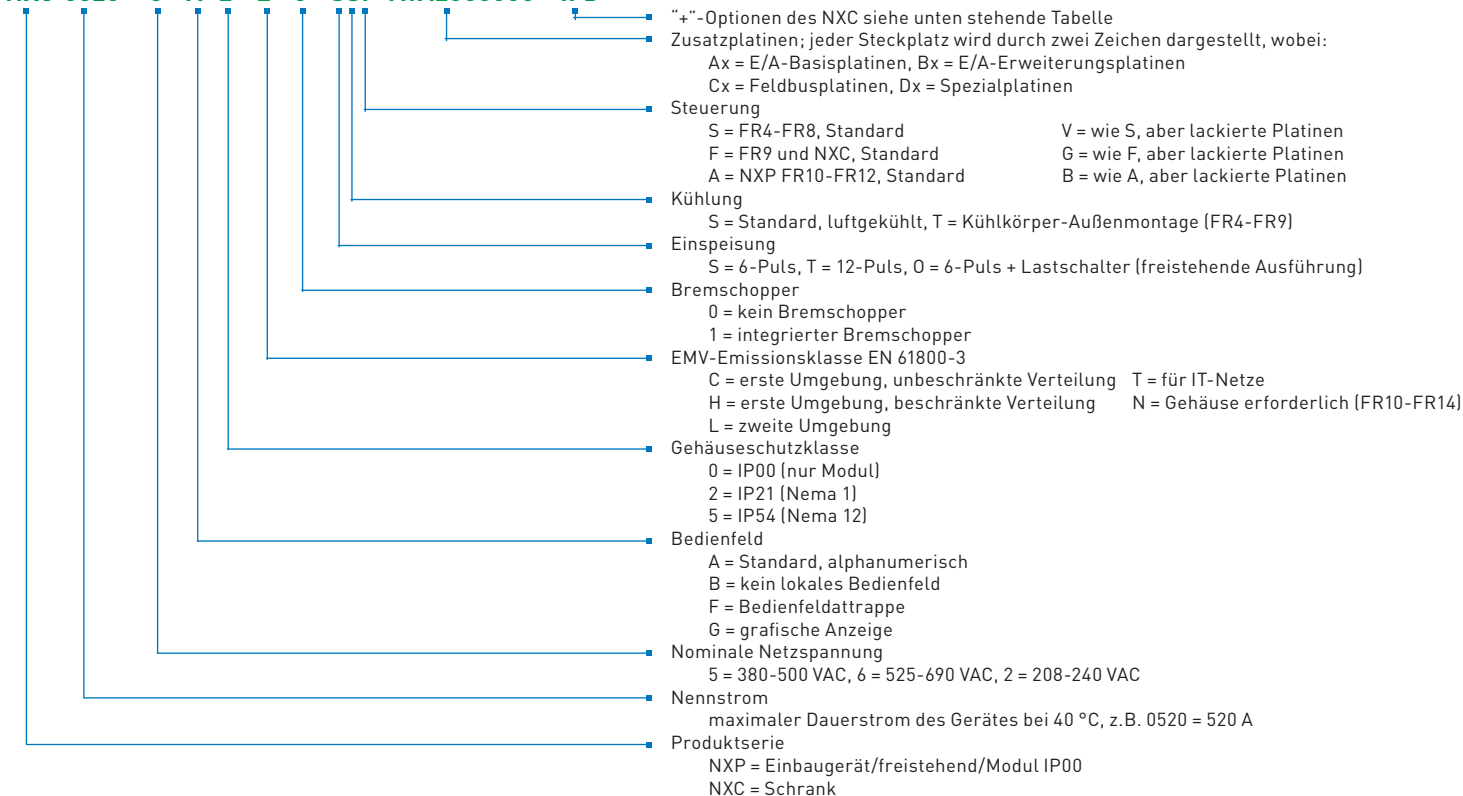 "+"-Optionen des NXC siehe unten stehende Tabelle
Zusatzplatinen; jeder Steckplatz wird durch zwei Zeichen dargestellt, wobei:
Ax = E/A-Basisplatinen, Bx = E/A-Erweiterungsplatinen
Cx = Feldbusplatinen, Dx = Spezialplatinen
Steuerung
S = FR4-FR8, Standard V = wie S, aber lackierte Platinen
F = FR9 und NXC, Standard G = wie F, aber lackierte Platinen
A = NXP FR10-FR12, Standard B = wie A, aber lackierte Platinen
Kühlung
S = Standard, luftgekühlt, T = Kühlkörper-Außenmontage (FR4-FR9)
Einspeisung
S = 6-Puls, T = 12-Puls, O = 6-Puls + Lastschalter (freistehende Ausführung)
Bremschopper
0 = kein Bremschopper
1 = integrierter Bremschopper
EMV-Emissionsklasse EN 61800-3
C = erste Umgebung, unbeschränkte Verteilung T = für IT-Netze
H = erste Umgebung, beschränkte Verteilung N = Gehäuse erforderlich (FR10-FR14)
L = zweite Umgebung
Gehäuseschutzklasse
0 = IP00 (nur Modul)
2 = IP21 (Nema 1)
5 = IP54 (Nema 12)
Bedienfeld
A = Standard, alphanumerisch
B = kein lokales Bedienfeld
F = Bedienfeldattrappe
G = grafische Anzeige
Nominale Netzspannung
5 = 380-500 VAC, 6 = 525-690 VAC, 2 = 208-240 VAC
Nennstrom
maximaler Dauerstrom des Gerätes bei 40 °C, z.B. 0520 = 520 A
Produktserie
NXP = Einbaugerät/freistehend/Modul IP00
NXC = Schrank